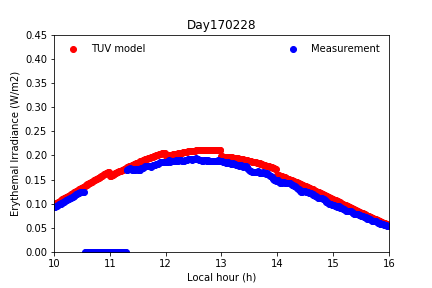 Day170228
TUV model
Measurement
Erythemal Irradiance (W/m2)
0.45
0.40
0.35
0.30
0.25
0.20
0.15
0.10
0.05
0.00
10 11 12 13 14 15 16
Local hour (h)